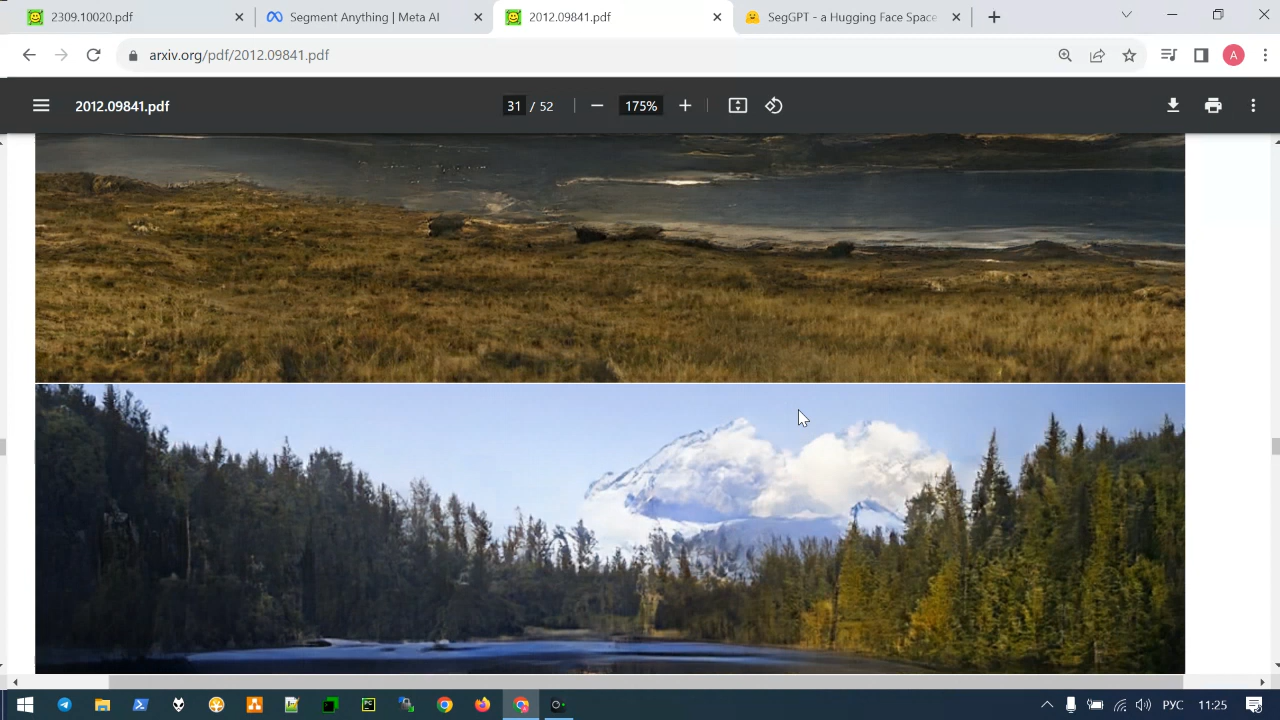 2309.10020.pdf
Segment Anything | Meta AI
2012.09841.pdf
SegGPT - a Hugging Face Space
arxiv.org/pdf/2012.09841.pdf
A
2012.09841.pdf
31 / 52
175%
PC
РУС
11:25